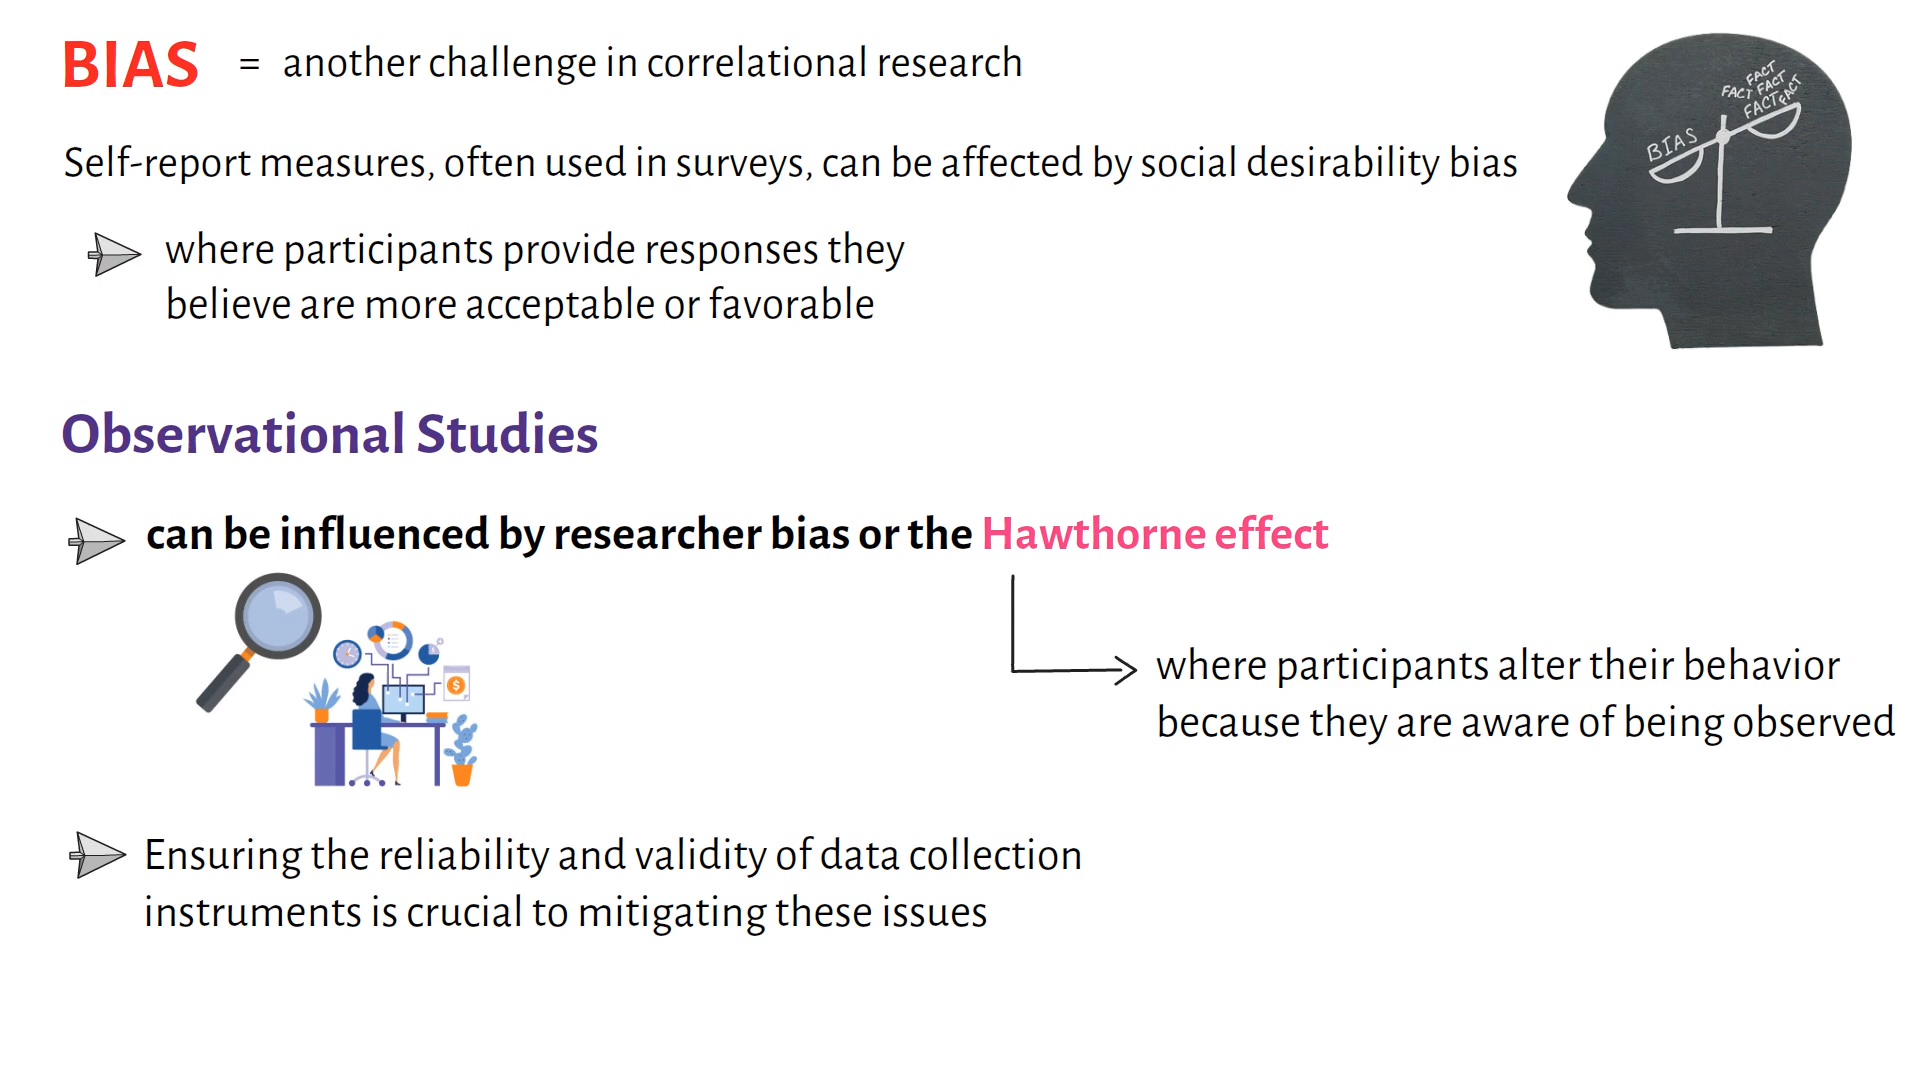 BIAS = another challenge in correlational research
Self-report measures, often used in surveys, can be affected by social desirability bias
where participants provide responses they
believe are more acceptable or favorable
FACT
FACT FACT
FACT FACT
BIAS
Observational Studies
can be influenced by researcher bias or the Hawthorne effect
where participants alter their behavior
because they are aware of being observed
$
Ensuring the reliability and validity of data collection
instruments is crucial to mitigating these issues